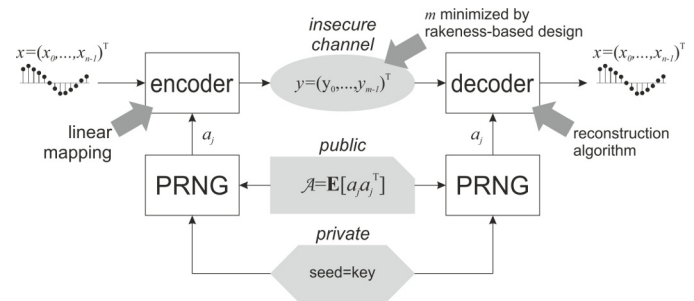 insecure
channel
m minimized by
rakeness-based design
x=(x0,...,xn-1)T
encoder
y=(y0,...,ym-1)T
decoder
x=(x0,...,xn-1)T
linear
mapping
aj
aj
reconstruction
algorithm
public
PRNG
𝒜=E[ajajT]
PRNG
private
seed=key